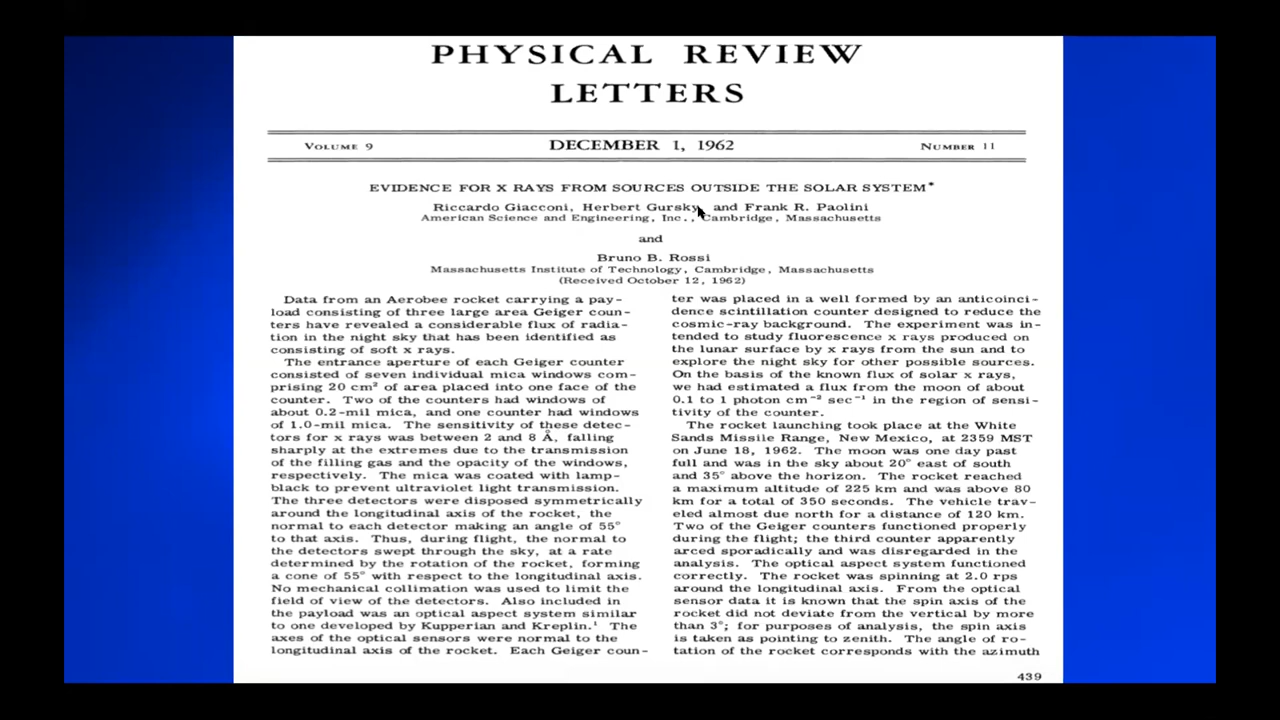 PHYSICAL REVIEW
LETTERS
VOLUME 9
DECEMBER 1, 1962
NUMBER 11
EVIDENCE FOR X RAYS FROM SOURCES OUTSIDE THE SOLAR SYSTEM*
Riccardo Giacconi, Herbert Gursky, and Frank R. Paolini
American Science and Engineering, Inc., Cambridge, Massachusetts
and
Bruno B. Rossi
Massachusetts Institute of Technology, Cambridge, Massachusetts
(Received October 12, 1962)
Data from an Aerobee rocket carrying a pay-
load consisting of three large area Geiger coun-
ters have revealed a considerable flux of radia-
tion in the night sky that has been identified as
consisting of soft x rays.
The entrance aperture of each Geiger counter
consisted of seven individual mica windows com-
prising 20 cm² of area placed into one face of the
counter. Two of the counters had windows of
about 0.2-mil mica, and one counter had windows
of 1.0-mil mica. The sensitivity of these detec-
tors for x rays was between 2 and 8 Å, falling
sharply at the extremes due to the transmission
of the filling gas and the opacity of the windows,
respectively. The mica was coated with lamp-
black to prevent ultraviolet light transmission.
The three detectors were disposed symmetrically
around the longitudinal axis of the rocket, the
normal to each detector making an angle of 55°
to that axis. Thus, during flight, the normal to
the detectors swept through the sky, at a rate
determined by the rotation of the rocket, forming
a cone of 55° with respect to the longitudinal axis.
No mechanical collimation was used to limit the
field of view of the detectors. Also included in
the payload was an optical aspect system similar
to one developed by Kupperian and Kreplin.¹ The
axes of the optical sensors were normal to the
longitudinal axis of the rocket. Each Geiger coun-
ter was placed in a well formed by an anticoinci-
dence scintillation counter designed to reduce the
cosmic-ray background. The experiment was in-
tended to study fluorescence x rays produced on
the lunar surface by x rays from the sun and to
explore the night sky for other possible sources.
On the basis of the known flux of solar x rays,
we had estimated a flux from the moon of about
0.1 to 1 photon cm⁻² sec⁻¹ in the region of sensi-
tivity of the counter.
The rocket launching took place at the White
Sands Missile Range, New Mexico, at 2359 MST
on June 18, 1962. The moon was one day past
full and was in the sky about 20° east of south
and 35° above the horizon. The rocket reached
a maximum altitude of 225 km and was above 80
km for a total of 350 seconds. The vehicle trav-
eled almost due north for a distance of 120 km.
Two of the Geiger counters functioned properly
during the flight; the third counter apparently
arced sporadically and was disregarded in the
analysis. The optical aspect system functioned
correctly. The rocket was spinning at 2.0 rps
around the longitudinal axis. From the optical
sensor data it is known that the spin axis of the
rocket did not deviate from the vertical by more
than 3°; for purposes of analysis, the spin axis
is taken as pointing to zenith. The angle of ro-
tation of the rocket corresponds with the azimuth
439